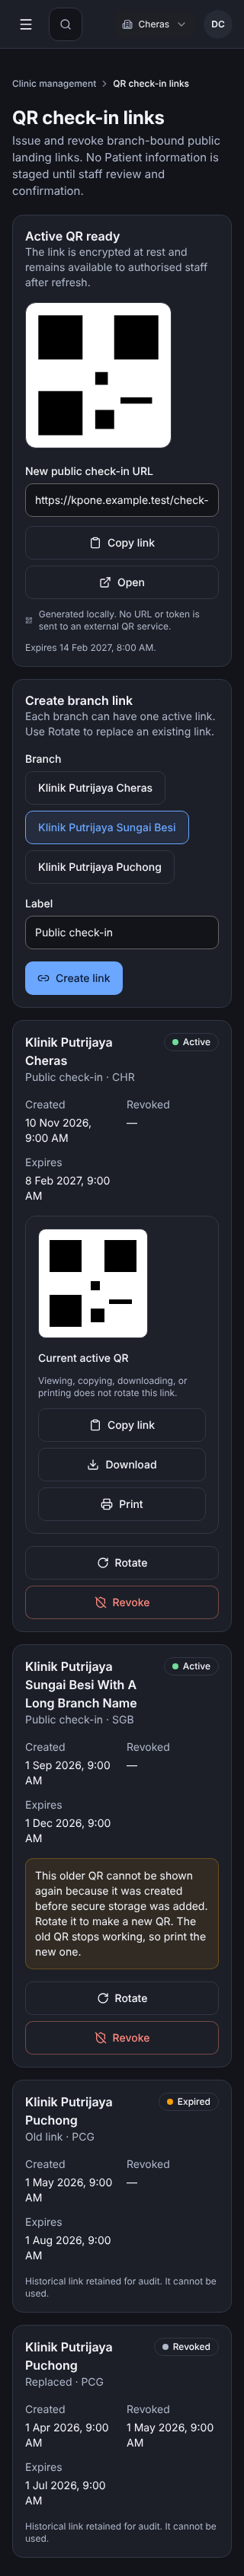 Cheras
DC
Clinic management > QR check-in links
QR check-in links
Issue and revoke branch-bound public
landing links. No Patient information is
staged until staff review and
confirmation.
Active QR ready
The link is encrypted at rest and
remains available to authorised staff
after refresh.
New public check-in URL
https://kpone.example.test/check-
Copy link
Open
Generated locally. No URL or token is
sent to an external QR service.
Expires 14 Feb 2027, 8:00 AM.
Create branch link
Each branch can have one active link.
Use Rotate to replace an existing link.
Branch
Klinik Putrijaya Cheras
Klinik Putrijaya Sungai Besi
Klinik Putrijaya Puchong
Label
Public check-in
Create link
Klinik Putrijaya
Cheras
Active
Public check-in · CHR
Created
Revoked
10 Nov 2026,
9:00 AM
—
Expires
8 Feb 2027, 9:00
AM
Current active QR
Viewing, copying, downloading, or
printing does not rotate this link.
Copy link
Download
Print
Rotate
Revoke
Klinik Putrijaya
Sungai Besi With A
Long Branch Name
Active
Public check-in · SGB
Created
Revoked
1 Sep 2026, 9:00
AM
—
Expires
1 Dec 2026, 9:00
AM
This older QR cannot be shown
again because it was created
before secure storage was added.
Rotate it to make a new QR. The
old QR stops working, so print the
new one.
Rotate
Revoke
Klinik Putrijaya
Puchong
Expired
Old link · PCG
Created
Revoked
1 May 2026, 9:00
AM
—
Expires
1 Aug 2026, 9:00
AM
Historical link retained for audit. It cannot be
used.
Klinik Putrijaya
Puchong
Revoked
Replaced · PCG
Created
Revoked
1 Apr 2026, 9:00
AM
1 May 2026, 9:00
AM
Expires
1 Jul 2026, 9:00
AM
Historical link retained for audit. It cannot be
used.